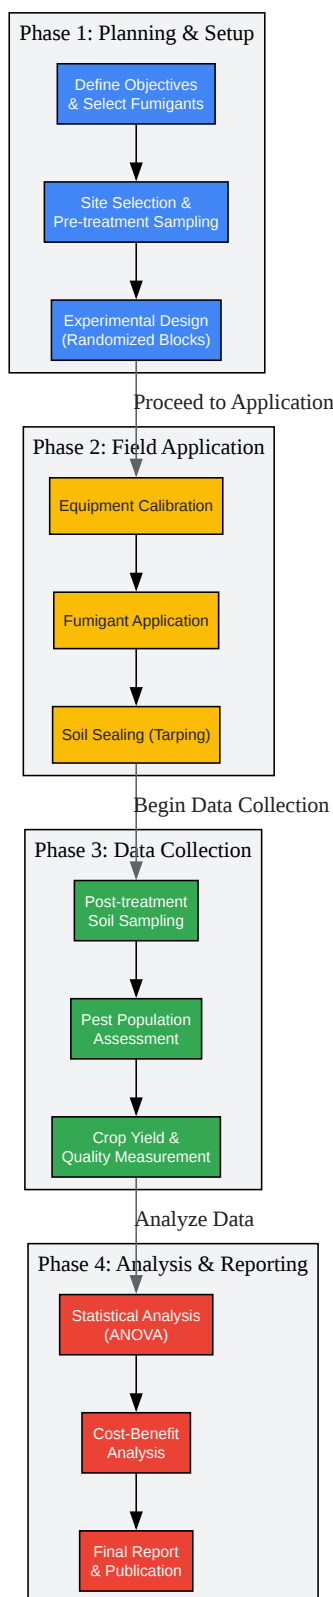 Phase 1: Planning & Setup
Define Objectives
& Select Fumigants
Site Selection &
Pre-treatment Sampling
Experimental Design
(Randomized Blocks)
Proceed to Application
Phase 2: Field Application
Equipment Calibration
Fumigant Application
Soil Sealing (Tarping)
Begin Data Collection
Phase 3: Data Collection
Post-treatment
Soil Sampling
Pest Population
Assessment
Crop Yield &
Quality Measurement
Analyze Data
Phase 4: Analysis & Reporting
Statistical Analysis
(ANOVA)
Cost-Benefit
Analysis
Final Report
& Publication